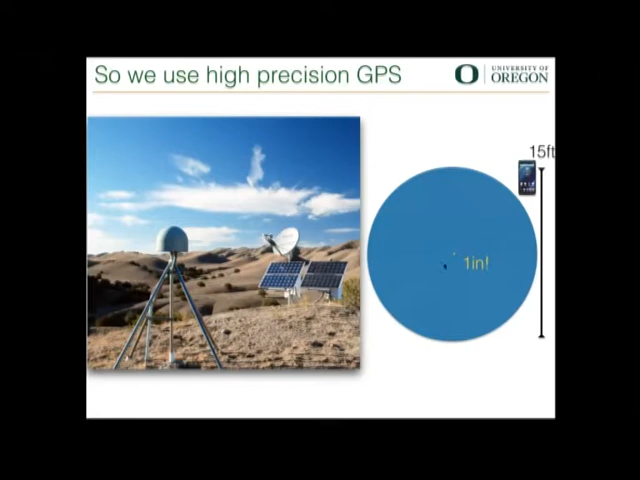 So we use high precision GPS
O
UNIVERSITY OF
OREGON
15ft
1in!